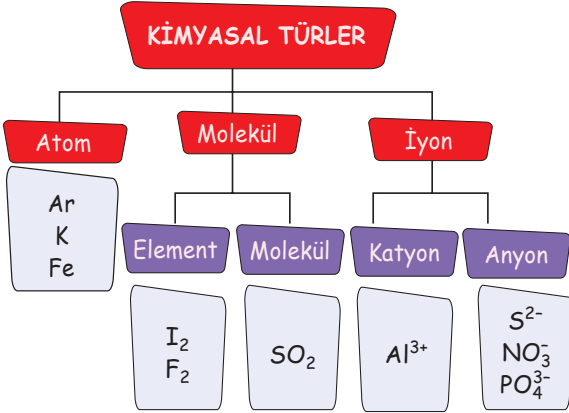 KİMYASAL TÜRLER
Atom
Molekül
İyon
Ar
K
Fe
Element
Molekül
Katyon
Anyon
I₂
F₂
SO₂
Al³⁺
S²⁻
NO₃⁻
PO₄³⁻